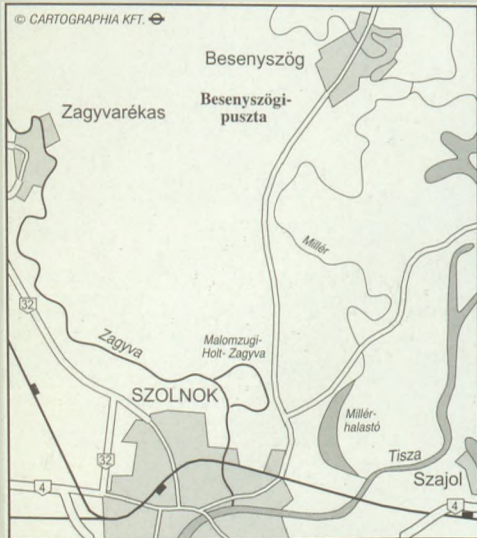 © CARTOGRAPHIA KFT.
Besenyszög
Zagyvarékas
Besenyszögi-
puszta
Millér
32
Zagyva
Malomzugi-
Holt- Zagyva
SZOLNOK
Millér-
halastó
Tisza
32
Szajol
4
4